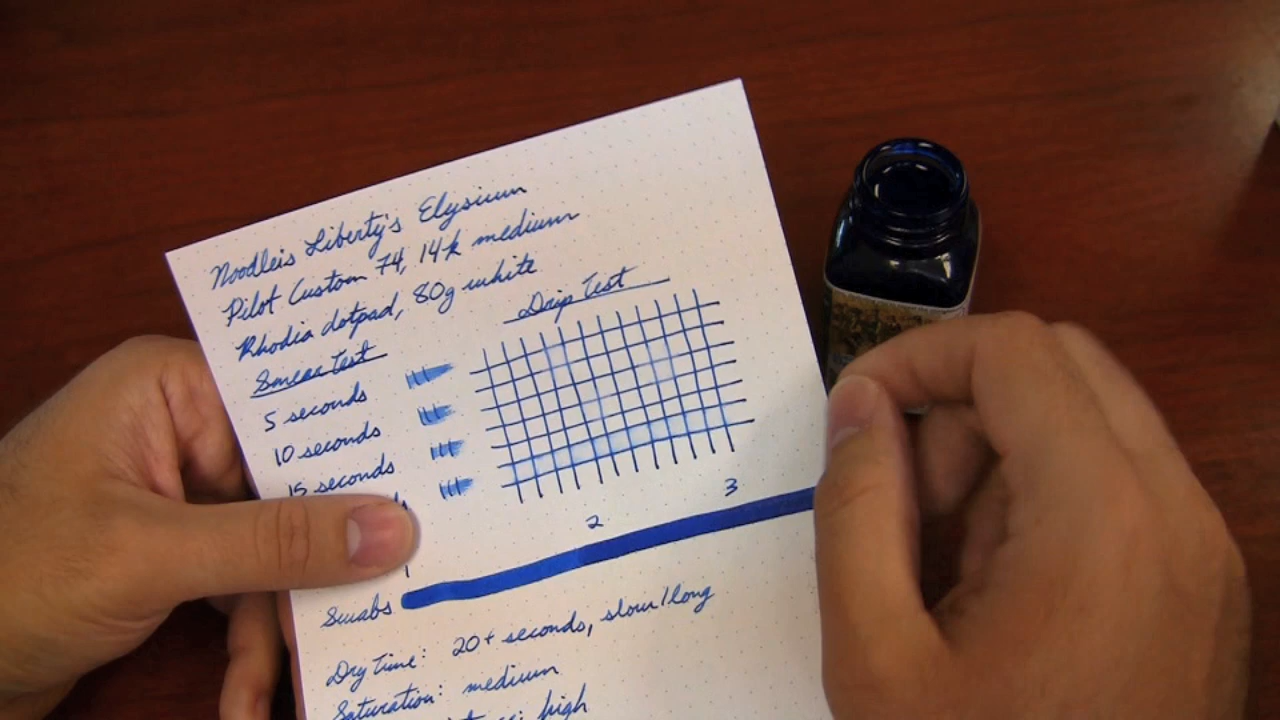 Noodler's Liberty's Elysium
Pilot Custom 74, 14k medium
Rhodia dotpad, 80g white
Smear Test
Drip Test
5 seconds
10 seconds
15 seconds
1 2 3
Swabs
Dry Time: 20+ seconds, slow/long
Saturation: medium
high